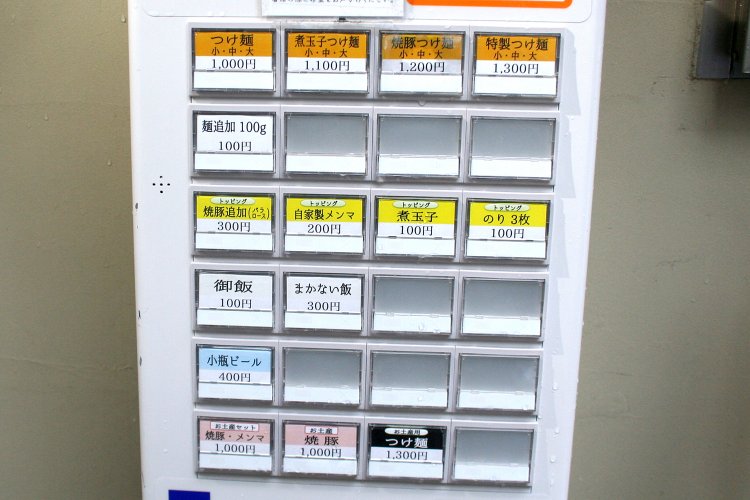 つけ麺
小・中・大
1,000円
煮玉子つけ麺
小・中・大
1,100円
焼豚つけ麺
小・中・大
1,200円
特製つけ麺
小・中・大
1,300円
麺追加 100g
100円
トッピング
焼豚追加(バラ ロース)
300円
トッピング
自家製メンマ
200円
トッピング
煮玉子
100円
トッピング
のり 3枚
100円
御飯
100円
まかない飯
300円
小瓶ビール
400円
お土産セット
焼豚・メンマ
1,000円
お土産
焼豚
1,000円
お土産用
つけ麺
1,300円